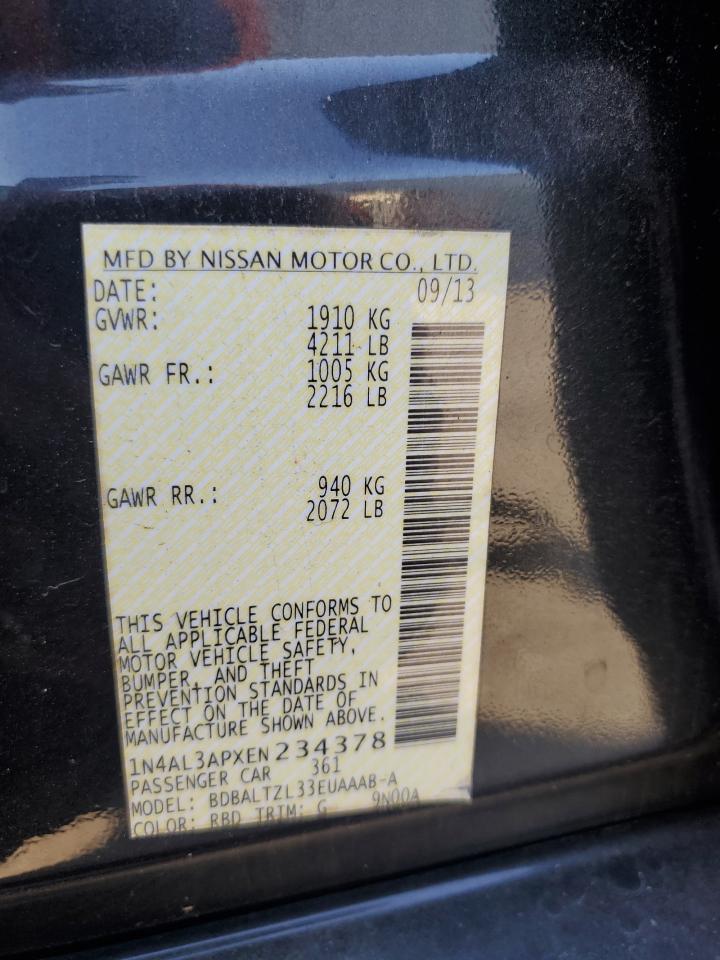 MFD BY NISSAN MOTOR CO., LTD.
DATE: 09/13
GVWR: 1910 KG
4211 LB
GAWR FR.: 1005 KG
2216 LB
GAWR RR.: 940 KG
2072 LB
THIS VEHICLE CONFORMS TO
ALL APPLICABLE FEDERAL
MOTOR VEHICLE SAFETY,
BUMPER, AND THEFT
PREVENTION STANDARDS IN
EFFECT ON THE DATE OF
MANUFACTURE SHOWN ABOVE.
1N4AL3APXEN234378
PASSENGER CAR 361
MODEL: BDBALTZL33EUAAAB-A
COLOR: RBD TRIM: G 9N00A